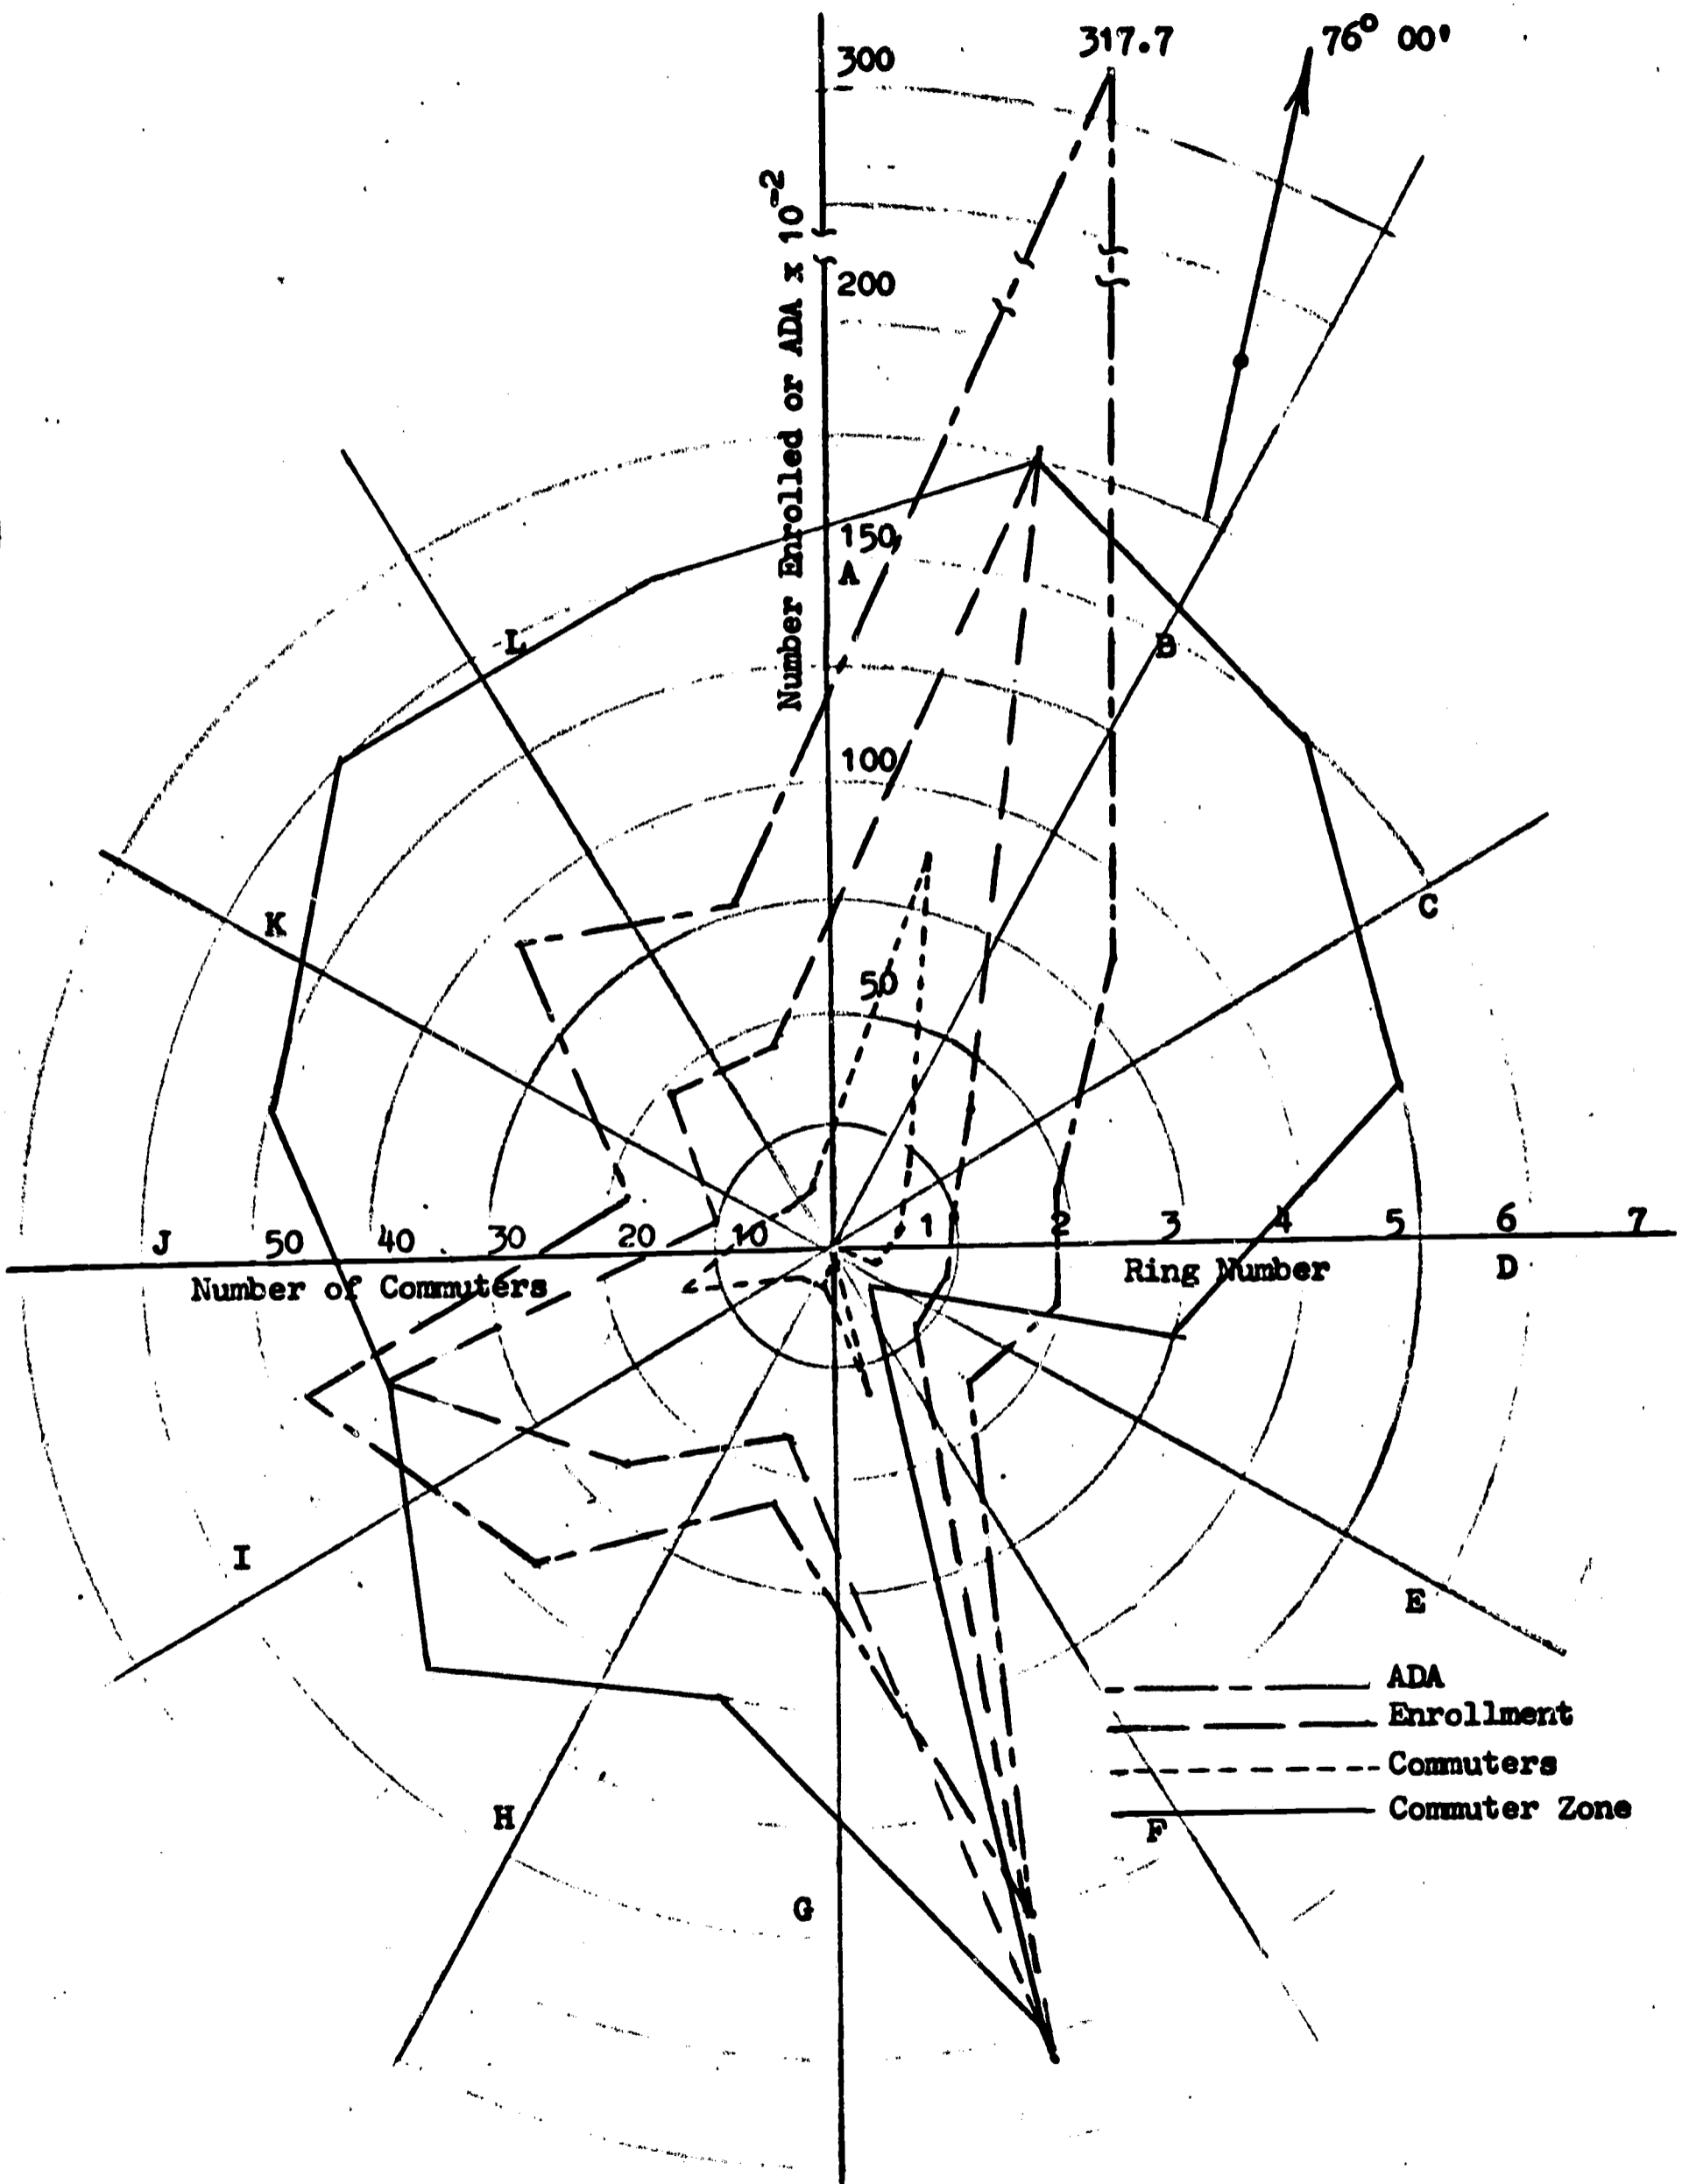 317.7
76° 00'
300
Number Enrolled or ADA x 10⁻²
200
150
A
B
L
100
C
K
50
J
50
40
30
20
10
1
2
3
4
5
6
7
Number of Commuters
Ring Number
D
I
E
ADA
Enrollment
Commuters
Commuter Zone
H
F
G